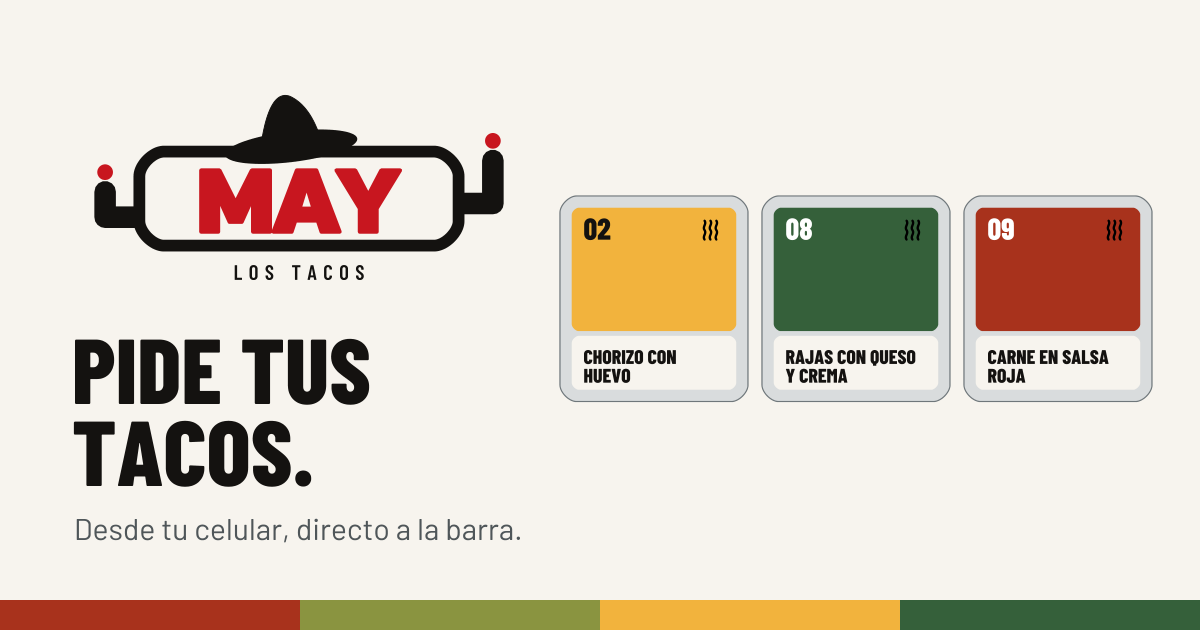 MAY
LOS TACOS
PIDE TUS
TACOS.
Desde tu celular, directo a la barra.
02
CHORIZO CON
HUEVO
08
RAJAS CON QUESO
Y CREMA
09
CARNE EN SALSA
ROJA